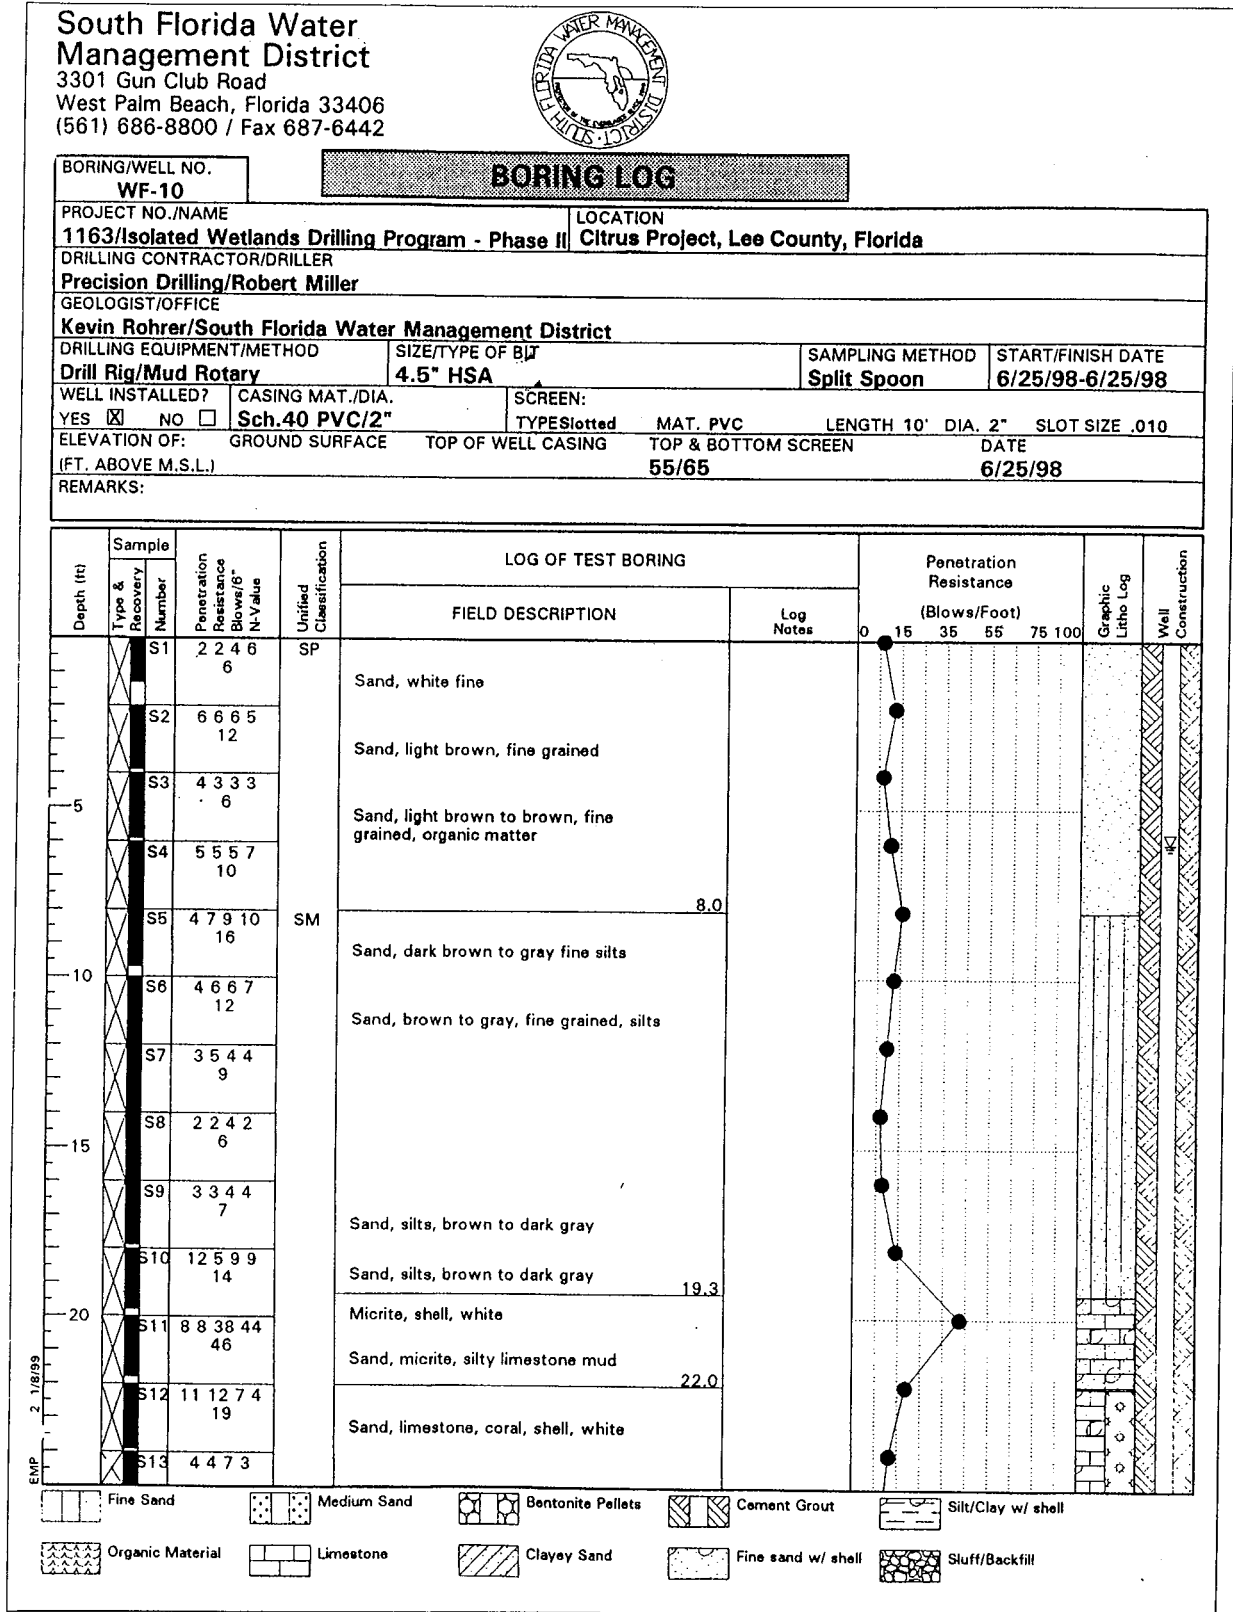 South Florida Water
Management District
3301 Gun Club Road
West Palm Beach, Florida 33406
(561) 686-8800 / Fax 687-6442
SOUTH FLORIDA WATER MANAGEMENT DISTRICT
BORING/WELL NO.
WF-10
BORING LOG
PROJECT NO./NAME
1163/Isolated Wetlands Drilling Program - Phase II
LOCATION
Citrus Project, Lee County, Florida
DRILLING CONTRACTOR/DRILLER
Precision Drilling/Robert Miller
GEOLOGIST/OFFICE
Kevin Rohrer/South Florida Water Management District
DRILLING EQUIPMENT/METHOD
Drill Rig/Mud Rotary
SIZE/TYPE OF BIT
4.5" HSA
SAMPLING METHOD
Split Spoon
START/FINISH DATE
6/25/98-6/25/98
WELL INSTALLED?
YES X NO
CASING MAT./DIA.
Sch.40 PVC/2"
SCREEN:
TYPESlotted MAT. PVC LENGTH 10' DIA. 2" SLOT SIZE .010
ELEVATION OF: GROUND SURFACE TOP OF WELL CASING TOP & BOTTOM SCREEN DATE
(FT. ABOVE M.S.L.) 55/65 6/25/98
REMARKS:
Depth (ft)
Sample
Type &
Recovery
Number
Penetration
Resistance
Blows/6"
N-Value
Unified
Classification
LOG OF TEST BORING
FIELD DESCRIPTION
Log
Notes
Penetration
Resistance
(Blows/Foot)
0 15 35 55 75 100
Graphic
Litho Log
Well
Construction
S1 2 2 4 6 SP
6
Sand, white fine
S2 6 6 6 5
12
Sand, light brown, fine grained
S3 4 3 3 3
5 6
Sand, light brown to brown, fine
grained, organic matter
S4 5 5 5 7
10
8.0
S5 4 7 9 10 SM
16
Sand, dark brown to gray fine silts
10
S6 4 6 6 7
12
Sand, brown to gray, fine grained, silts
S7 3 5 4 4
9
S8 2 2 4 2
6
15
S9 3 3 4 4
7
Sand, silts, brown to dark gray
S10 12 5 9 9
14
Sand, silts, brown to dark gray
19.3
20
Micrite, shell, white
S11 8 8 38 44
46
Sand, micrite, silty limestone mud
22.0
S12 11 12 7 4
19
Sand, limestone, coral, shell, white
S13 4 4 7 3
EMP 2 1/8/99
Fine Sand
Medium Sand
Bentonite Pellets
Cement Grout
Silt/Clay w/ shell
Organic Material
Limestone
Clayey Sand
Fine sand w/ shell
Sluff/Backfill